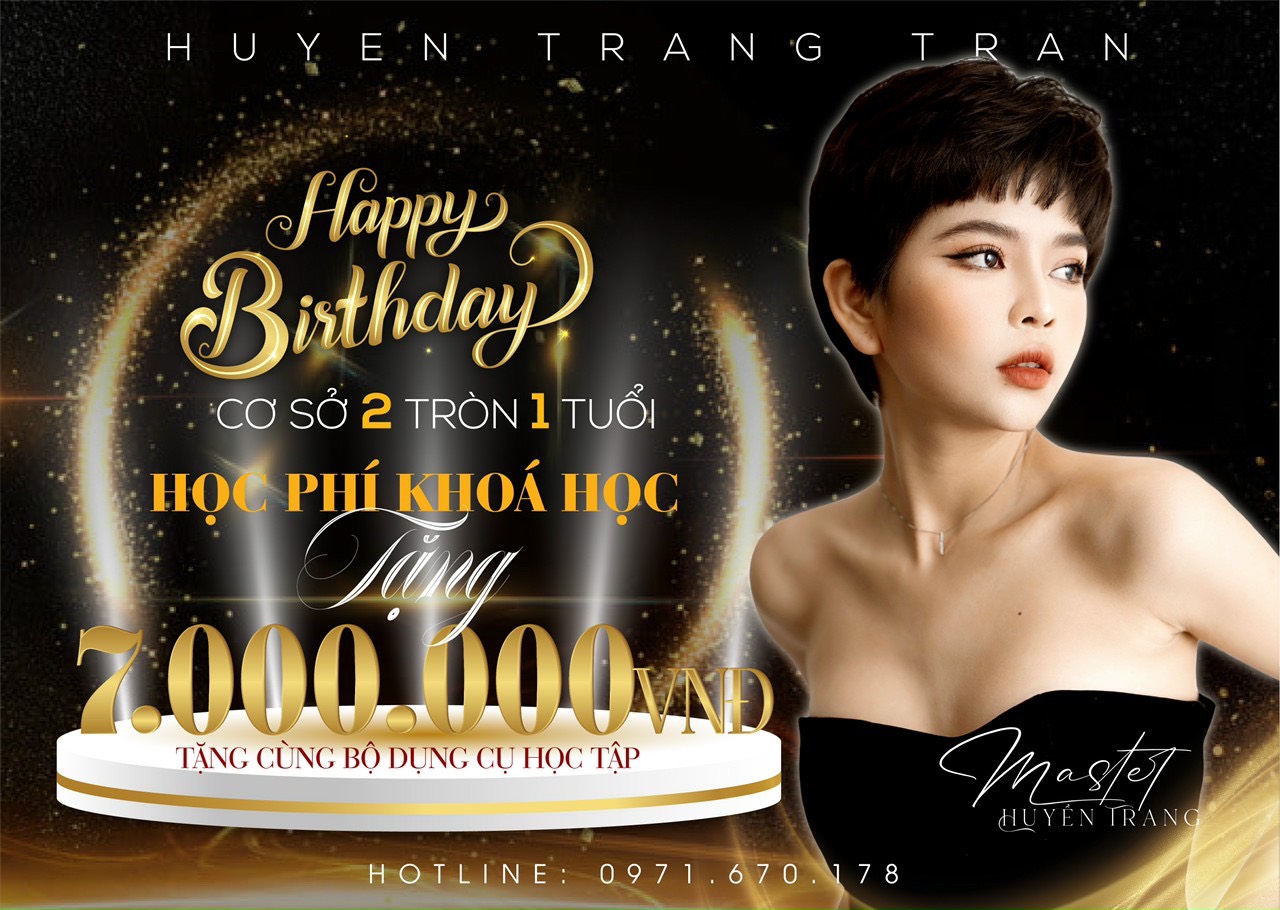 HUYEN TRANG TRAN
Happy
Birthday
CƠ SỞ 2 TRÒN 1 TUỔI
HỌC PHÍ KHOÁ HỌC
Tặng
7.000.000VNĐ
TẶNG CÙNG BỘ DỤNG CỤ HỌC TẬP
Master
HUYỀN TRANG
HOTLINE: 0971.670.178